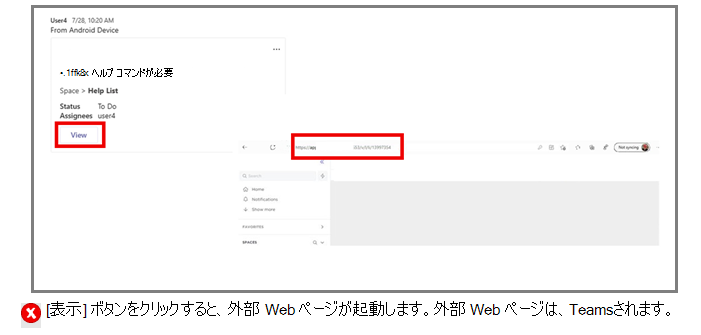 User4 7/28, 10:20 AM
From Android Device
...
•.1ffk8x ヘルプ コマンドが必要
Space > Help List
Status To Do
Assignees user4
View
https://app
Not syncing
Search
Home
Notifications
Show more
FAVORITES
SPACES
[表示] ボタンをクリックすると、外部 Web ページが起動します。外部 Web ページは、Teamsされます。